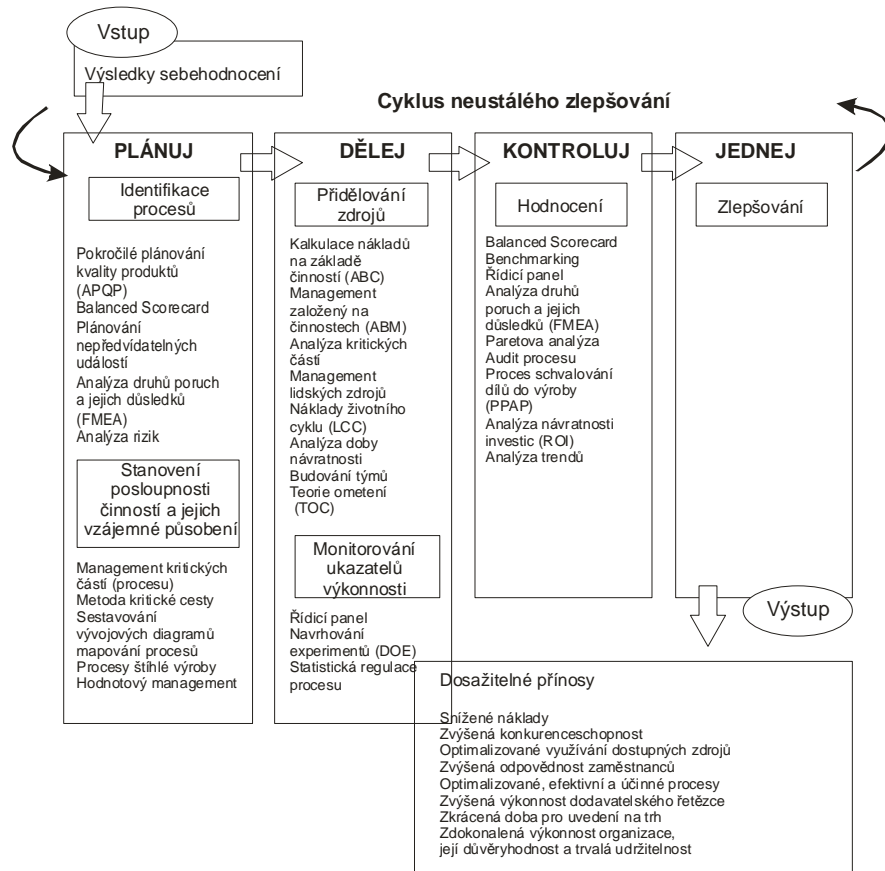 Vstup
Výsledky sebehodnocení
Cyklus neustálého zlepšování
PLÁNUJ
Identifikace
procesů
Pokročilé plánování
kvality produktů
(APQP)
Balanced Scorecard
Plánování
nepředvídatelných
událostí
Analýza druhů poruch
a jejich důsledků
(FMEA)
Analýza rizik
Stanovení
posloupnosti
činností a jejich
vzájemné působení
Management kritických
částí (procesu)
Metoda kritické cesty
Sestavování
vývojových diagramů
mapování procesů
Procesy štíhlé výroby
Hodnotový management
DĚLEJ
Přidělování
zdrojů
Kalkulace nákladů
na základě
činností (ABC)
Management
založený na
činnostech (ABM)
Analýza kritických
částí
Management
lidských zdrojů
Náklady životního
cyklu (LCC)
Analýza doby
návratnosti
Budování týmů
Teorie ometení
(TOC)
Monitorování
ukazatelů
výkonnosti
Řídicí panel
Navrhování
experimentů (DOE)
Statistická regulace
procesu
KONTROLUJ
Hodnocení
Balanced Scorecard
Benchmarking
Řídicí panel
Analýza druhů
poruch a jejich
důsledků (FMEA)
Paretova analýza
Audit procesu
Proces schvalování
dílů do výroby
(PPAP)
Analýza návratnosti
investic (ROI)
Analýza trendů
JEDNEJ
Zlepšování
Výstup
Dosažitelné přínosy
Snížené náklady
Zvýšená konkurenceschopnost
Optimalizované využívání dostupných zdrojů
Zvýšená odpovědnost zaměstnanců
Optimalizované, efektivní a účinné procesy
Zvýšená výkonnost dodavatelského řetězce
Zkrácená doba pro uvedení na trh
Zdokonalená výkonnost organizace,
její důvěryhodnost a trvalá udržitelnost